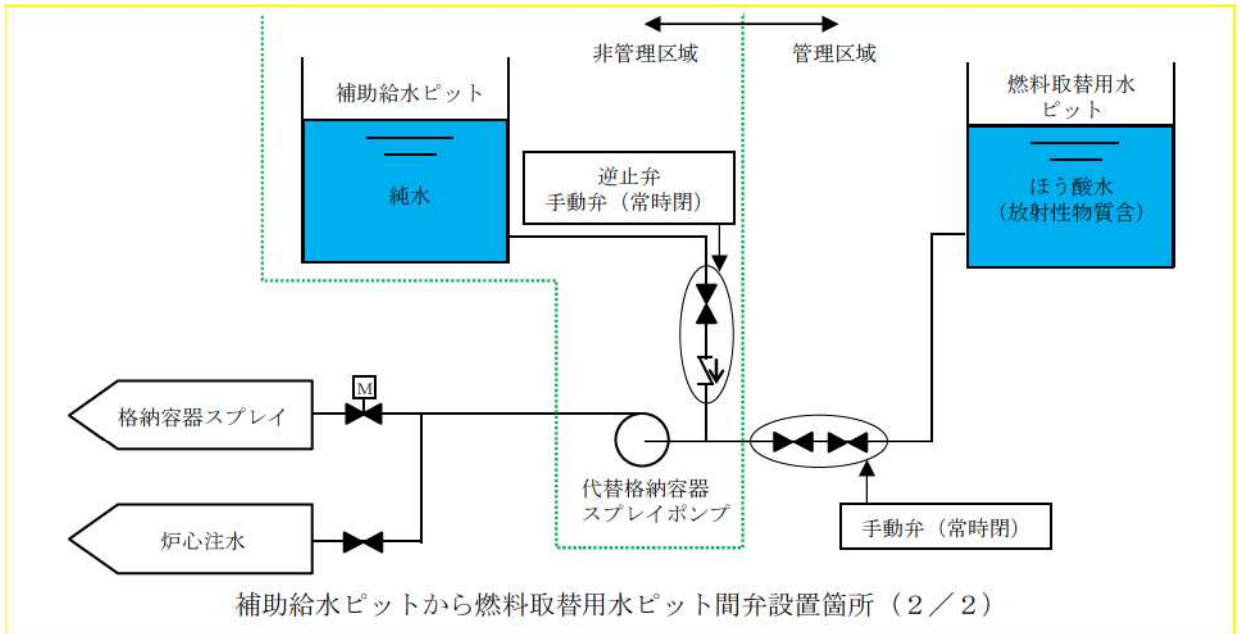 非管理区域
管理区域
補助給水ピット
純水
逆止弁
手動弁（常時閉）
燃料取替用水
ピット
ほう酸水
（放射性物質含）
M
格納容器スプレイ
炉心注水
代替格納容器
スプレイポンプ
手動弁（常時閉）
補助給水ピットから燃料取替用水ピット間弁設置箇所（２／２）